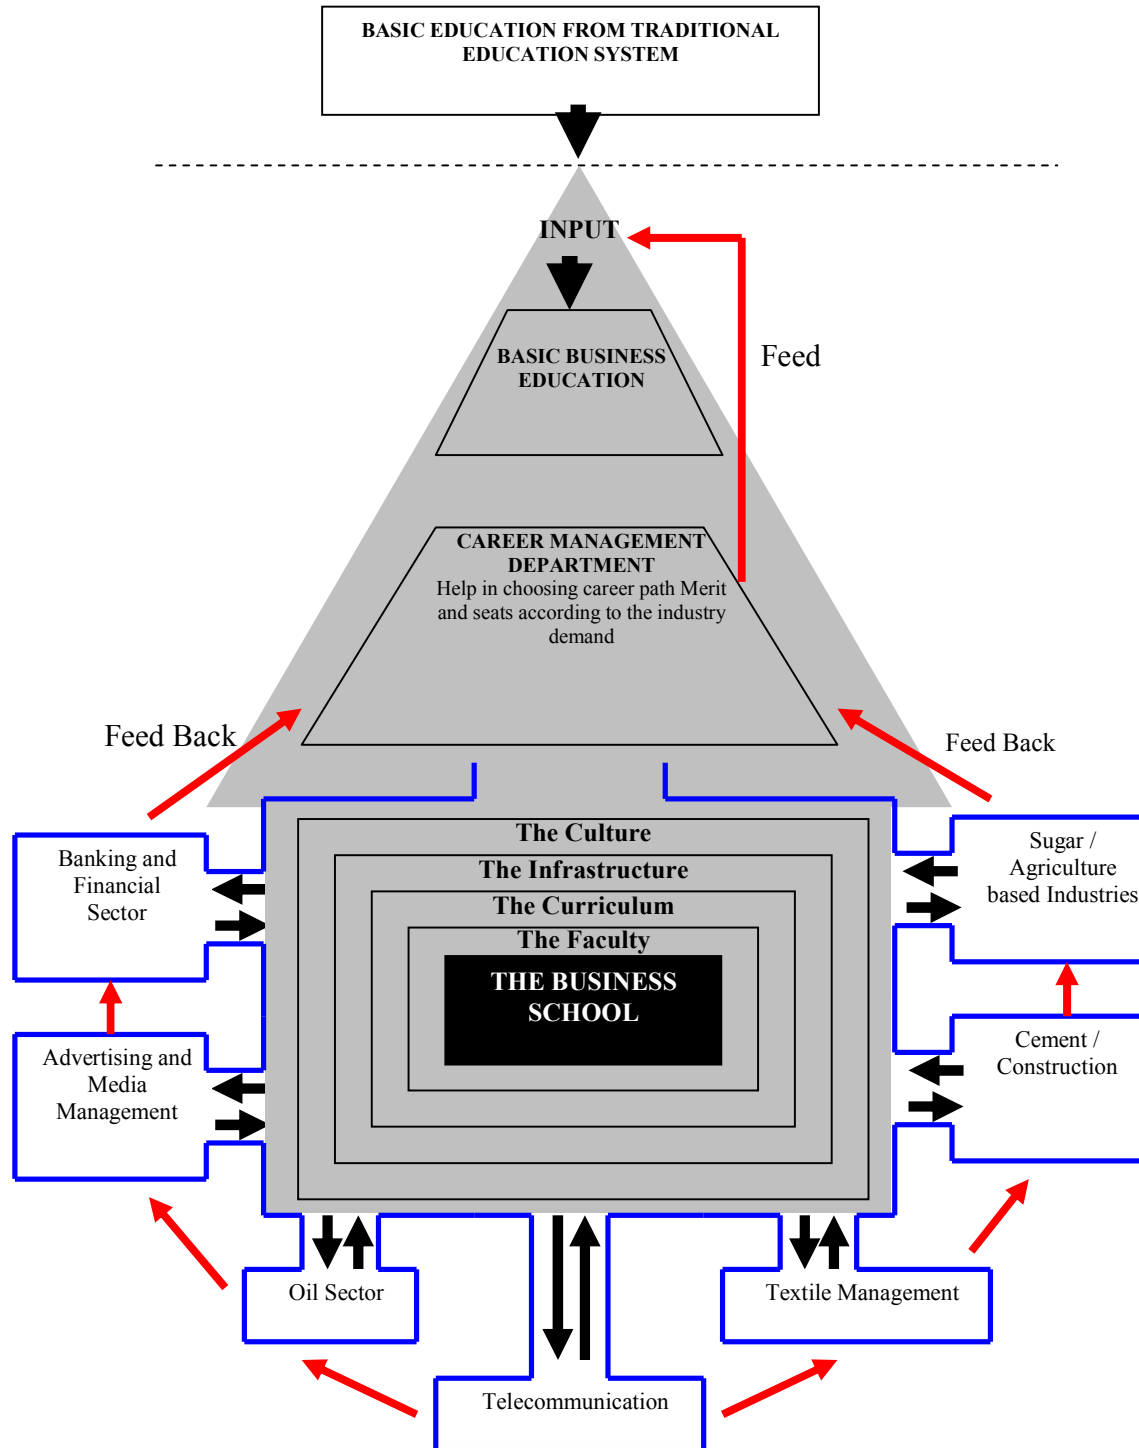 BASIC EDUCATION FROM TRADITIONAL
EDUCATION SYSTEM
INPUT
Feed
BASIC BUSINESS
EDUCATION
CAREER MANAGEMENT
DEPARTMENT
Help in choosing career path Merit
and seats according to the industry
demand
Feed Back
Feed Back
The Culture
The Infrastructure
The Curriculum
The Faculty
THE BUSINESS
SCHOOL
Banking and
Financial
Sector
Sugar /
Agriculture
based Industries
Advertising and
Media
Management
Cement /
Construction
Oil Sector
Textile Management
Telecommunication